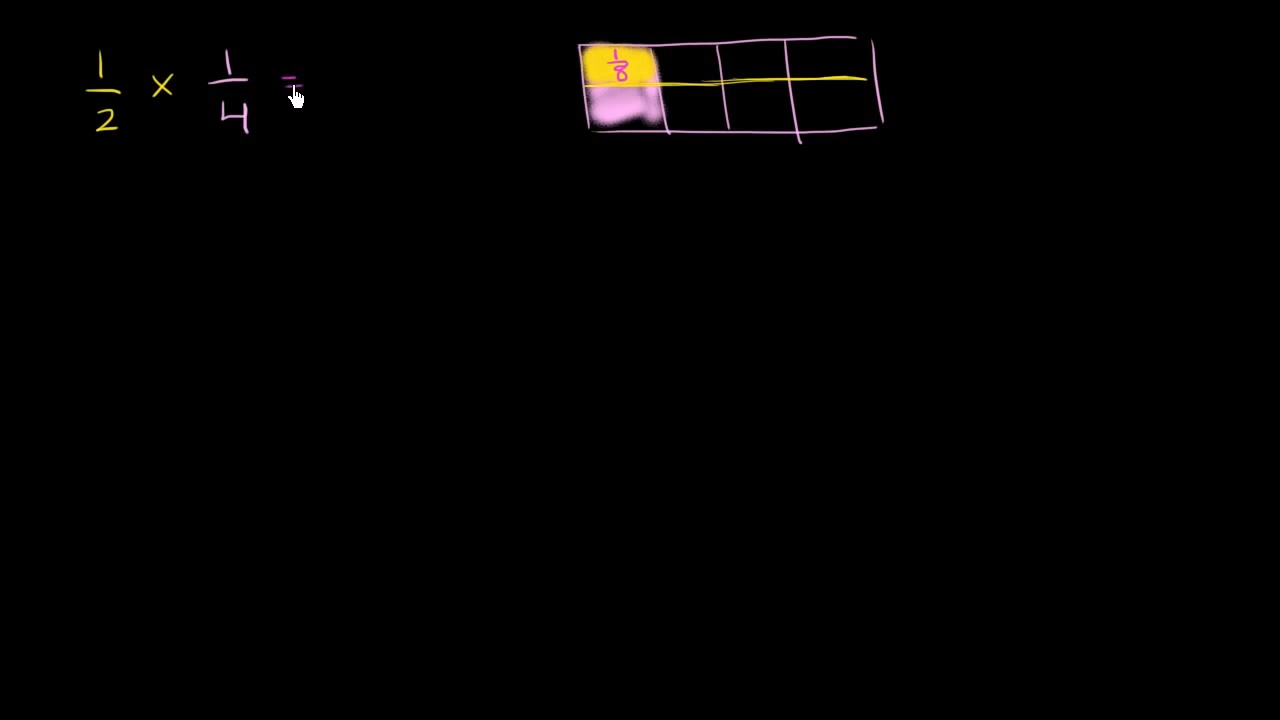 1/2 × 1/4 =
1/8